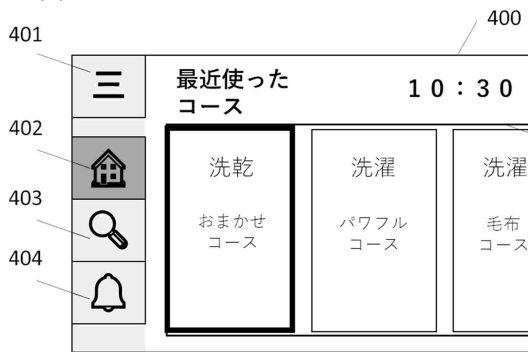 400
401
三
最近使った
コース
10:30
402
洗乾
洗濯
洗濯
403
おまかせ
コース
パワフル
コース
毛布
コース
404